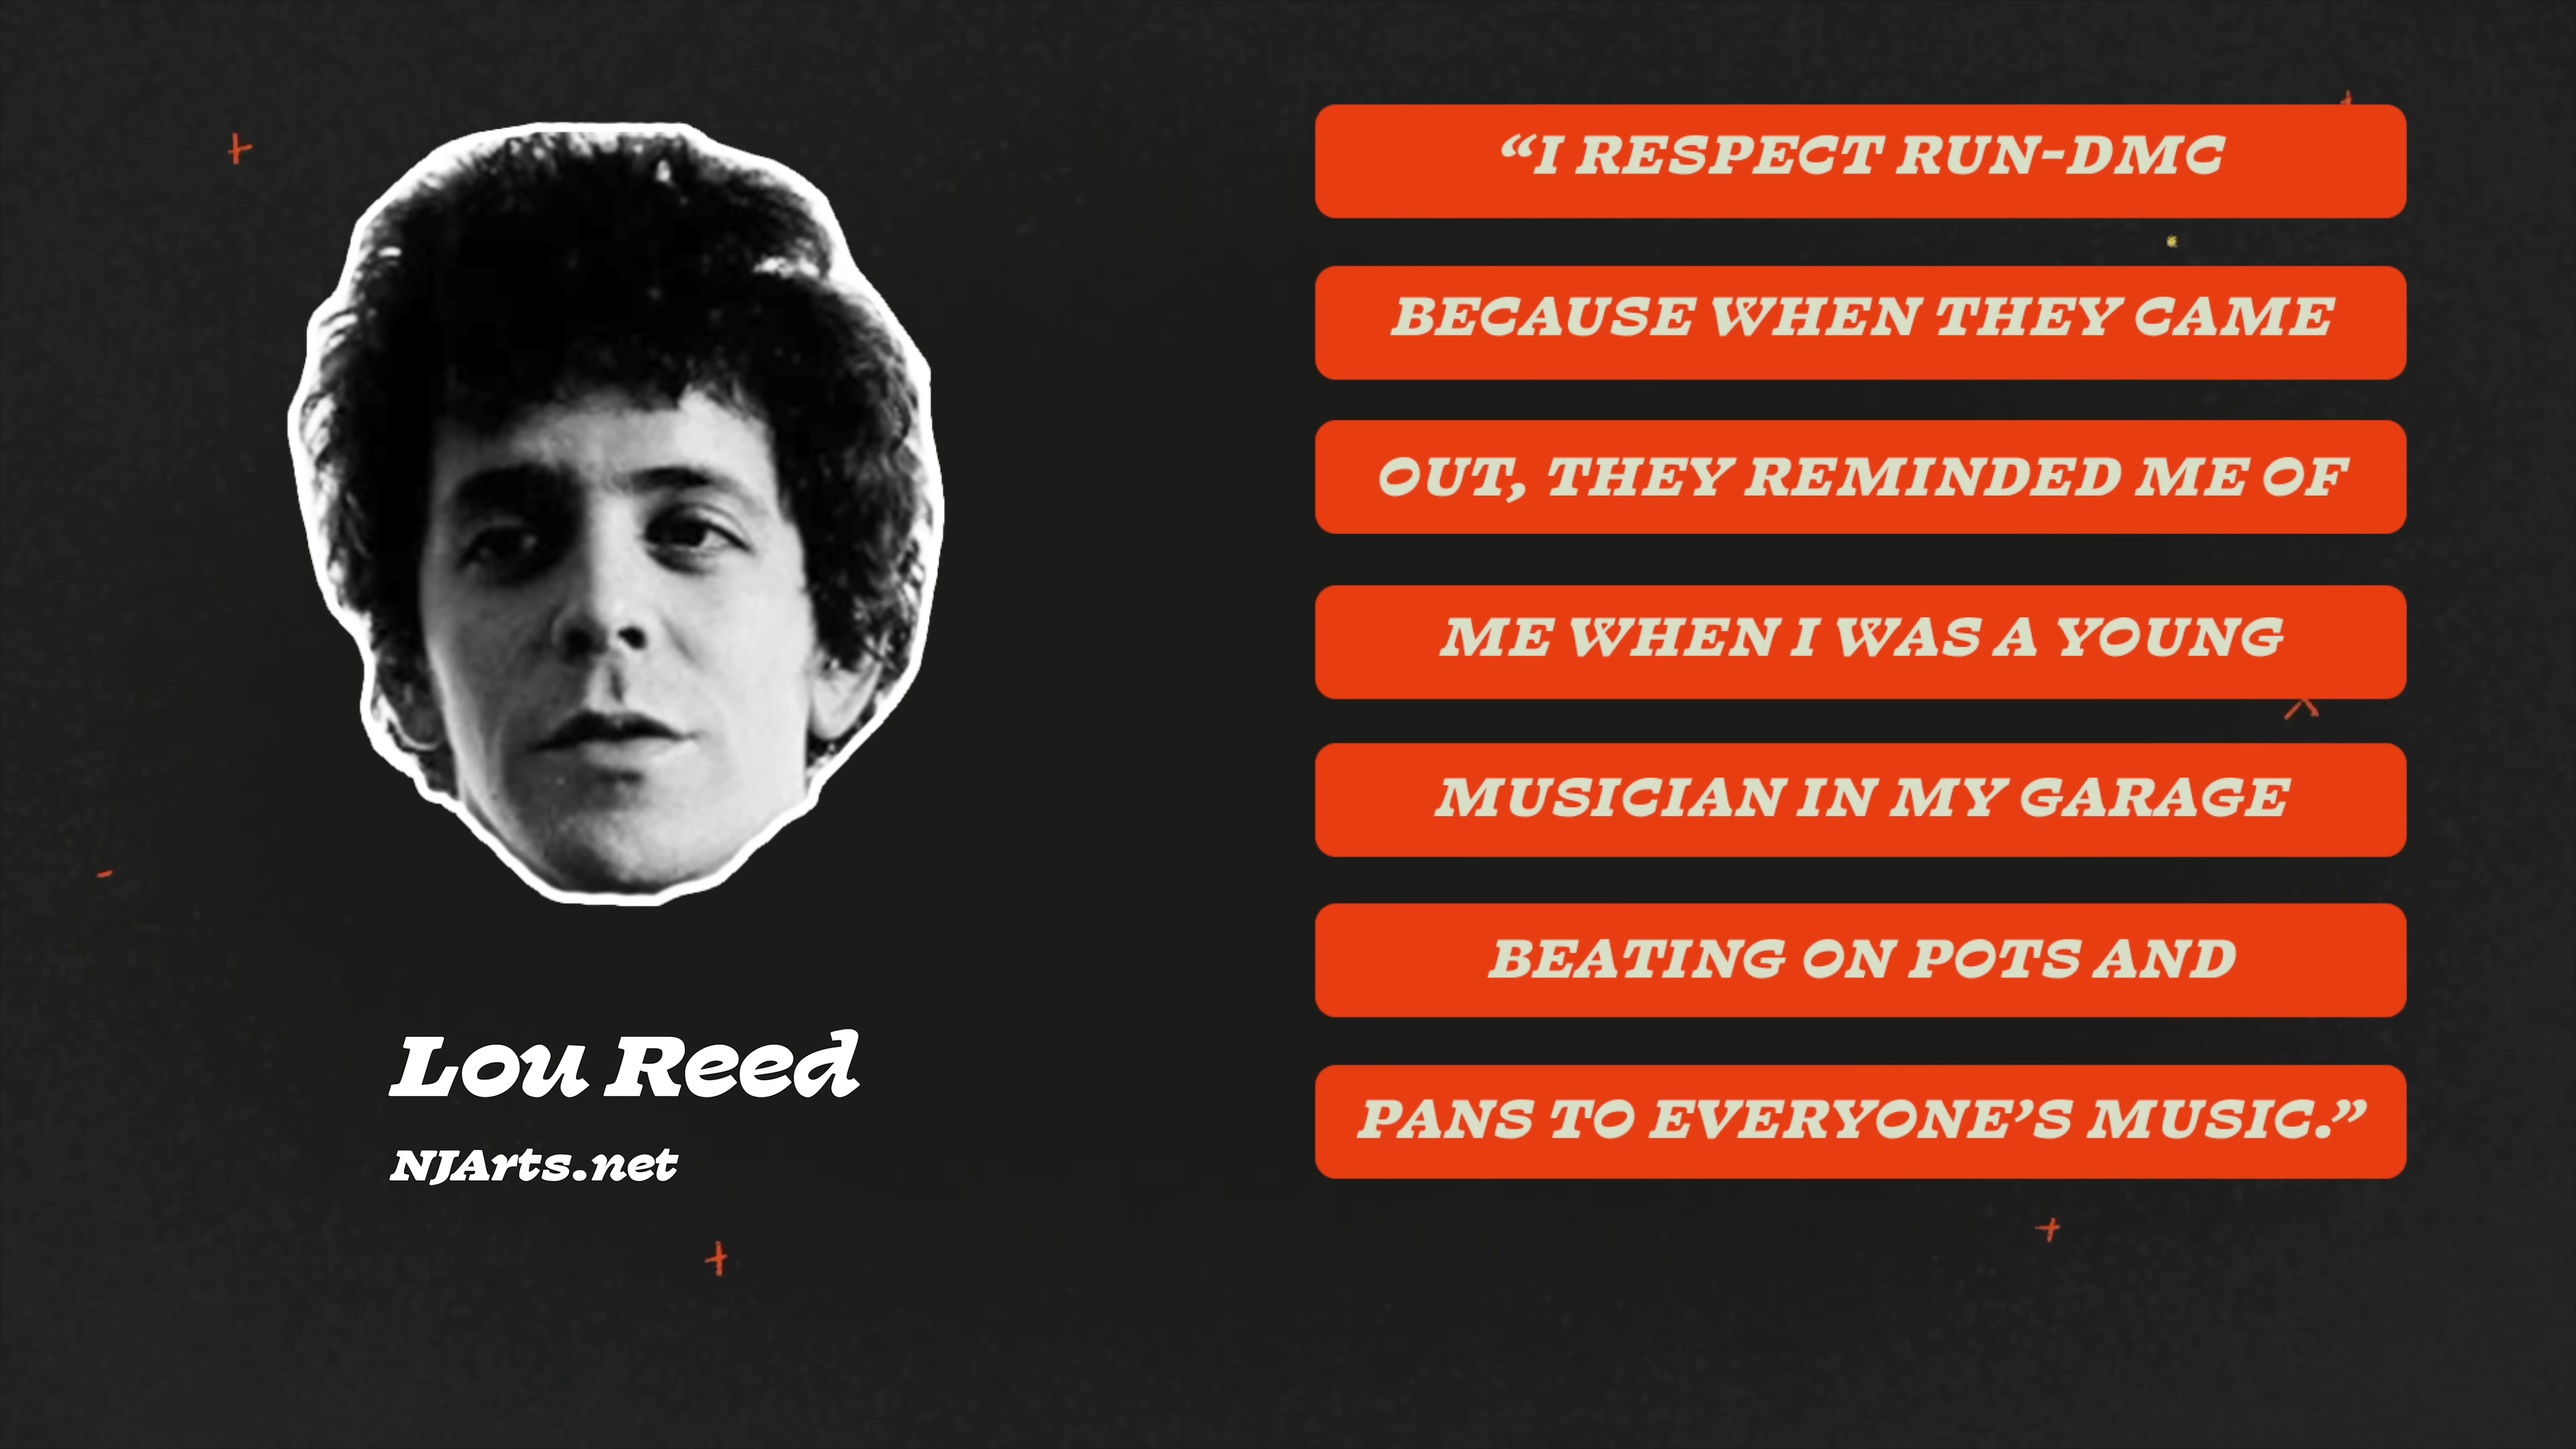 Lou Reed
NJArts.net
“I RESPECT RUN-DMC
BECAUSE WHEN THEY CAME
OUT, THEY REMINDED ME OF
ME WHEN I WAS A YOUNG
MUSICIAN IN MY GARAGE
BEATING ON POTS AND
PANS TO EVERYONE’S MUSIC.”